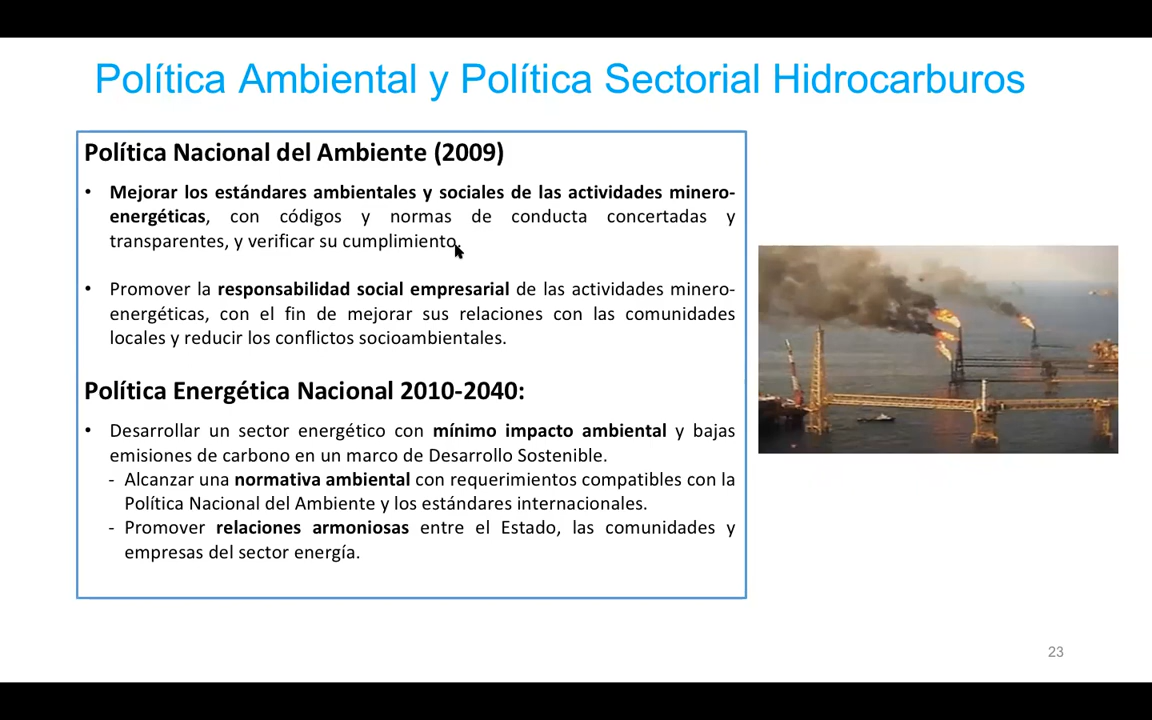 Política Ambiental y Política Sectorial Hidrocarburos
Política Nacional del Ambiente (2009)
• Mejorar los estándares ambientales y sociales de las actividades minero-
energéticas, con códigos y normas de conducta concertadas y
transparentes, y verificar su cumplimiento.
• Promover la responsabilidad social empresarial de las actividades minero-
energéticas, con el fin de mejorar sus relaciones con las comunidades
locales y reducir los conflictos socioambientales.
Política Energética Nacional 2010-2040:
• Desarrollar un sector energético con mínimo impacto ambiental y bajas
emisiones de carbono en un marco de Desarrollo Sostenible.
- Alcanzar una normativa ambiental con requerimientos compatibles con la
Política Nacional del Ambiente y los estándares internacionales.
- Promover relaciones armoniosas entre el Estado, las comunidades y
empresas del sector energía.
23